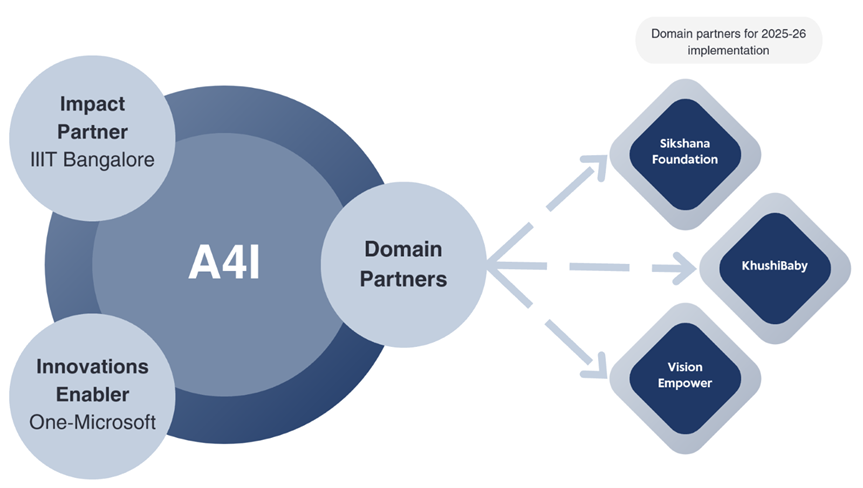 Domain partners for 2025-26
implementation
Impact
Partner
IIIT Bangalore
A4I
Domain
Partners
Innovations
Enabler
One-Microsoft
Sikshana
Foundation
KhushiBaby
Vision
Empower